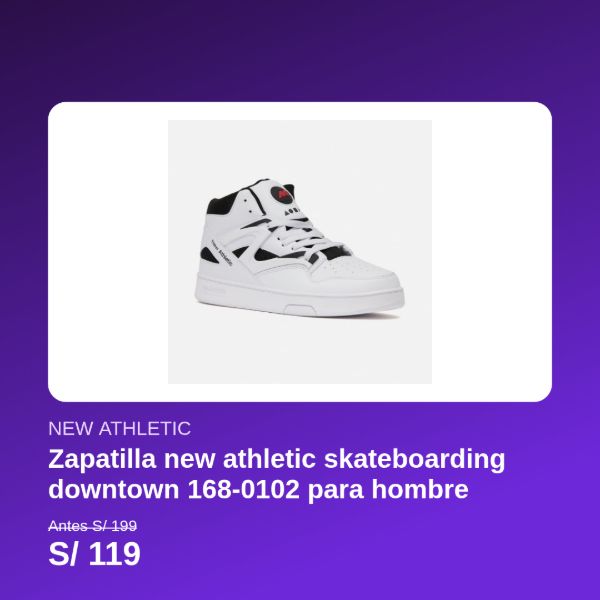 NEW ATHLETIC
Zapatilla new athletic skateboarding
downtown 168-0102 para hombre
Antes S/ 199
S/ 119